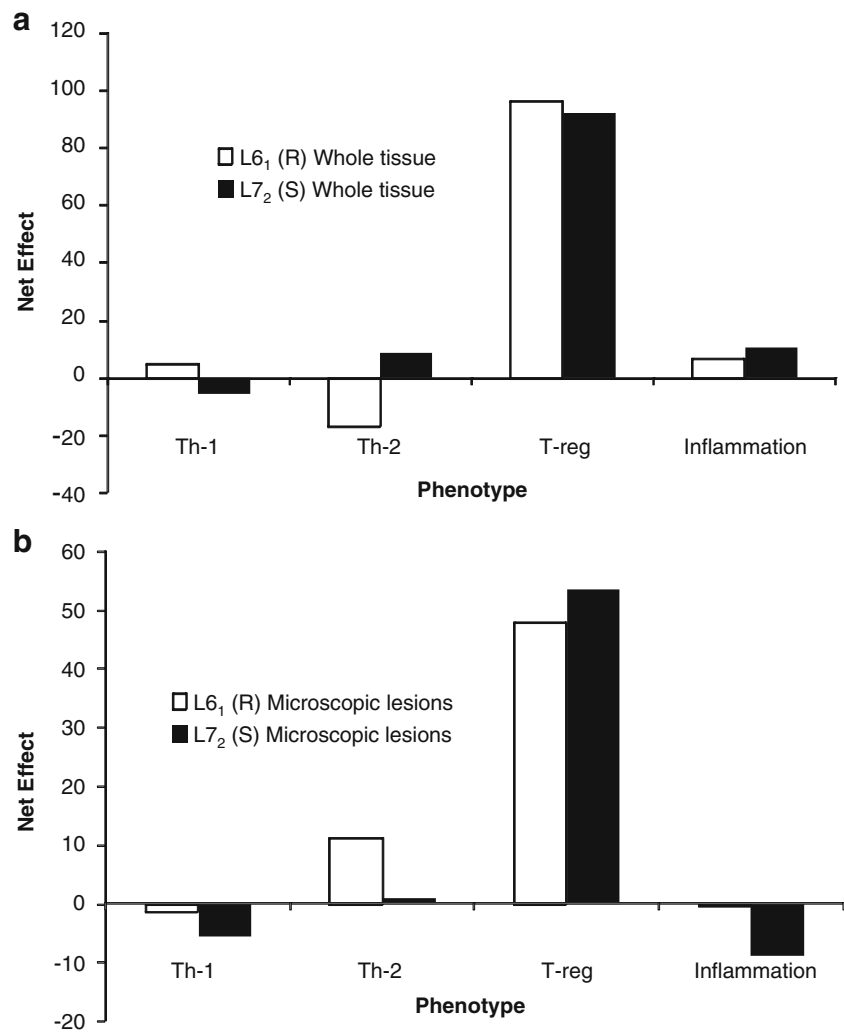 a
120
100
80
60
40
20
0
-20
-40
Net Effect
L6₁ (R) Whole tissue
L7₂ (S) Whole tissue
Th-1 Th-2 T-reg Inflammation
Phenotype
b
60
50
40
30
20
10
0
-10
-20
Net Effect
L6₁ (R) Microscopic lesions
L7₂ (S) Microscopic lesions
Th-1 Th-2 T-reg Inflammation
Phenotype